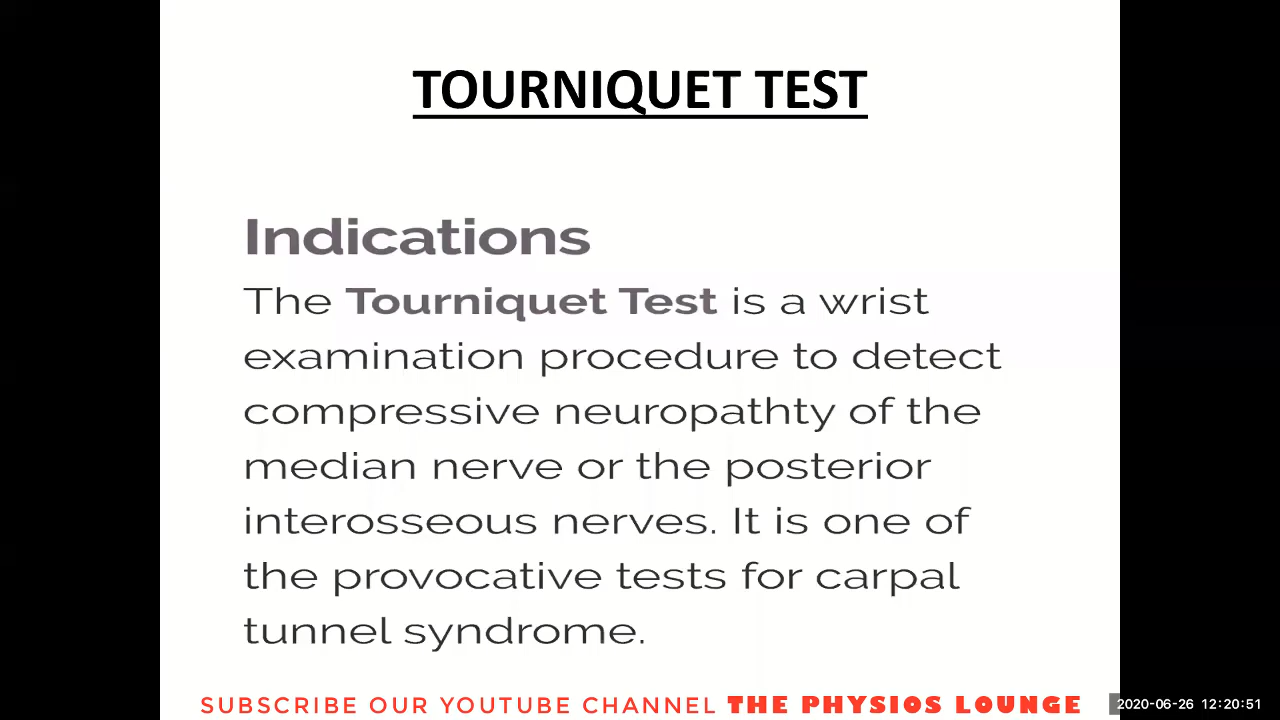 TOURNIQUET TEST
Indications
The Tourniquet Test is a wrist
examination procedure to detect
compressive neuropathty of the
median nerve or the posterior
interosseous nerves. It is one of
the provocative tests for carpal
tunnel syndrome.
SUBSCRIBE OUR YOUTUBE CHANNEL THE PHYSIOS LOUNGE
2020-06-26 12:20:51